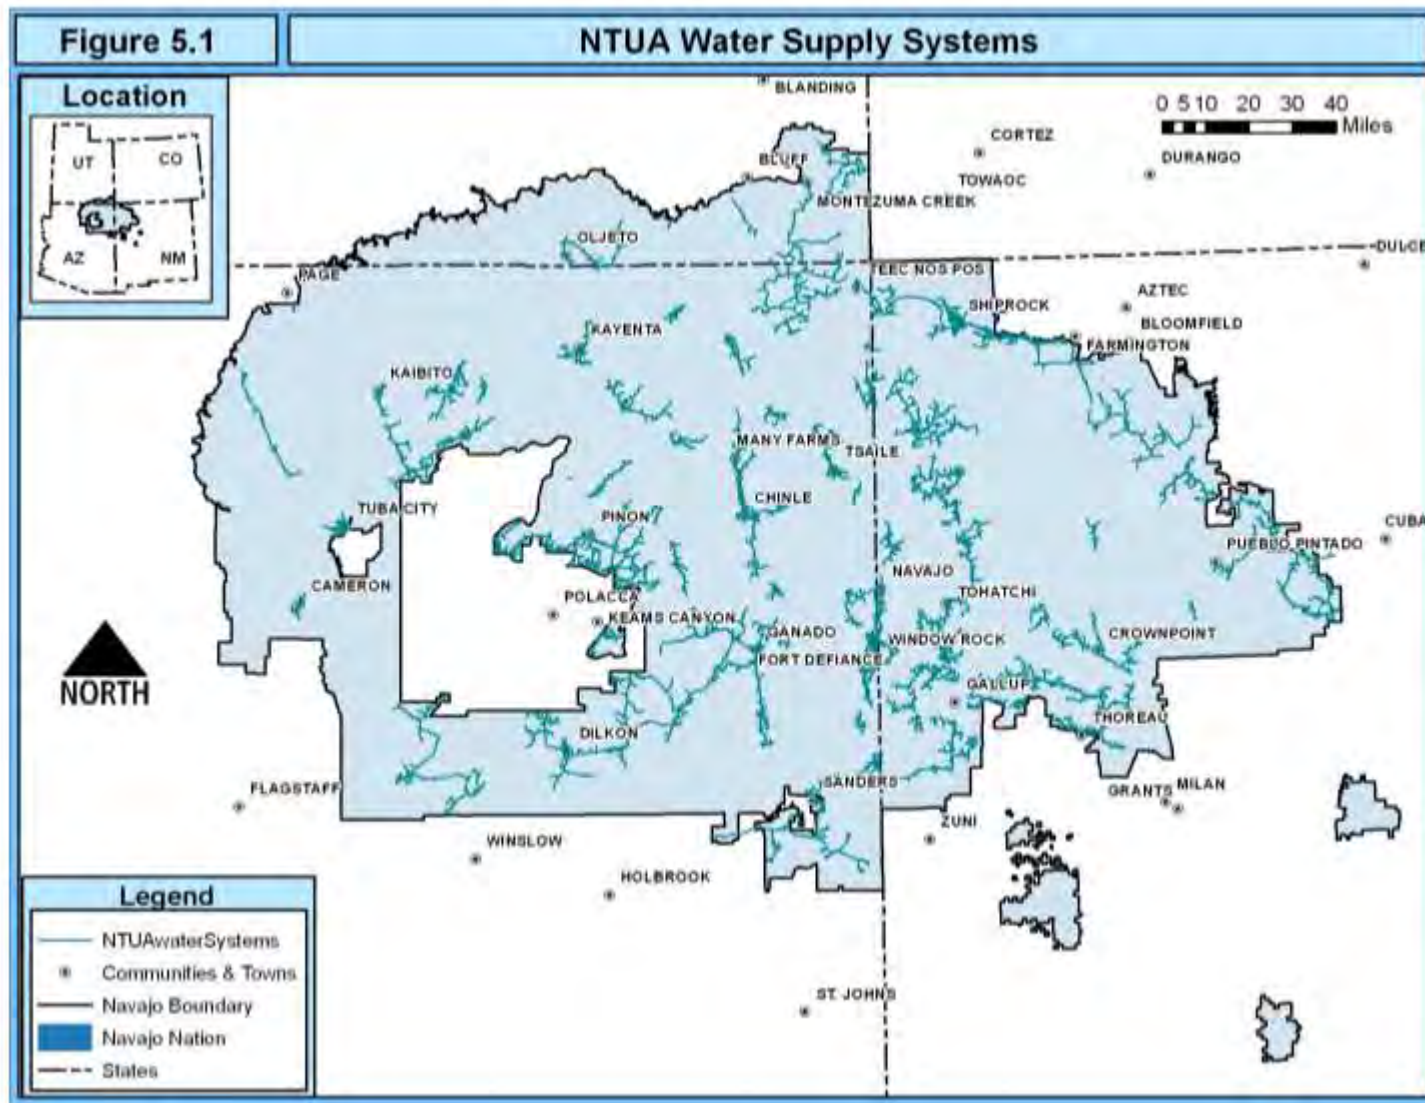 Figure 5.1
NTUA Water Supply Systems
Location
UT
CO
AZ
NM
0 5 10 20 30 40
Miles
BLANDING
CORTEZ
DURANGO
TOWAOC
BLUFF
MONTEZUMA CREEK
OLJETO
DULCE
PAGE
TEEC NOS POS
SHIPROCK
AZTEC
BLOOMFIELD
FARMINGTON
KAYENTA
KAIBITO
MANY FARMS
TSAILE
TUBA CITY
CHINLE
PINON
CUBA
PUEBLO PINTADO
NAVAJO
CAMERON
TOHATCHI
POLACCA
KEAMS CANYON
GANADO
WINDOW ROCK
CROWNPOINT
FORT DEFIANCE
NORTH
GALLUP
THOREAU
DILKON
SANDERS
FLAGSTAFF
GRANTS
MILAN
ZUNI
WINSLOW
HOLBROOK
ST. JOHNS
Legend
NTUAwaterSystems
Communities & Towns
Navajo Boundary
Navajo Nation
States